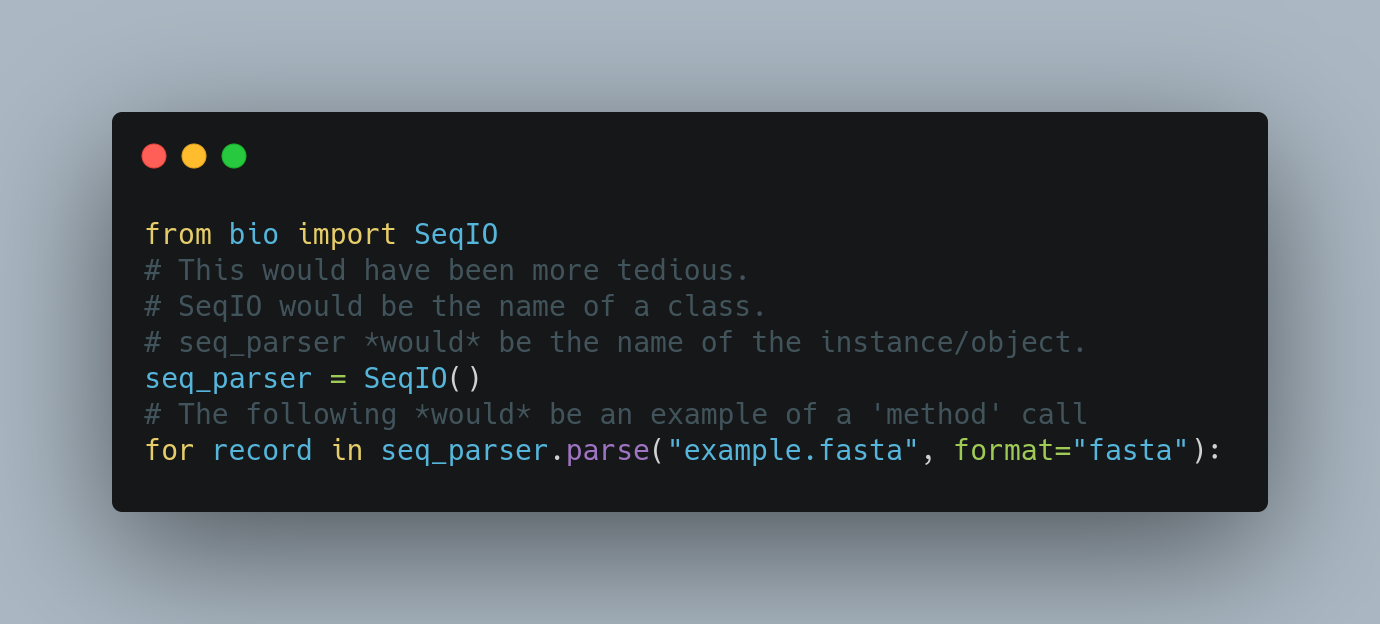 from bio import SeqIO
# This would have been more tedious.
# SeqIO would be the name of a class.
# seq_parser *would* be the name of the instance/object.
seq_parser = SeqIO()
# The following *would* be an example of a 'method' call
for record in seq_parser.parse("example.fasta", format="fasta"):